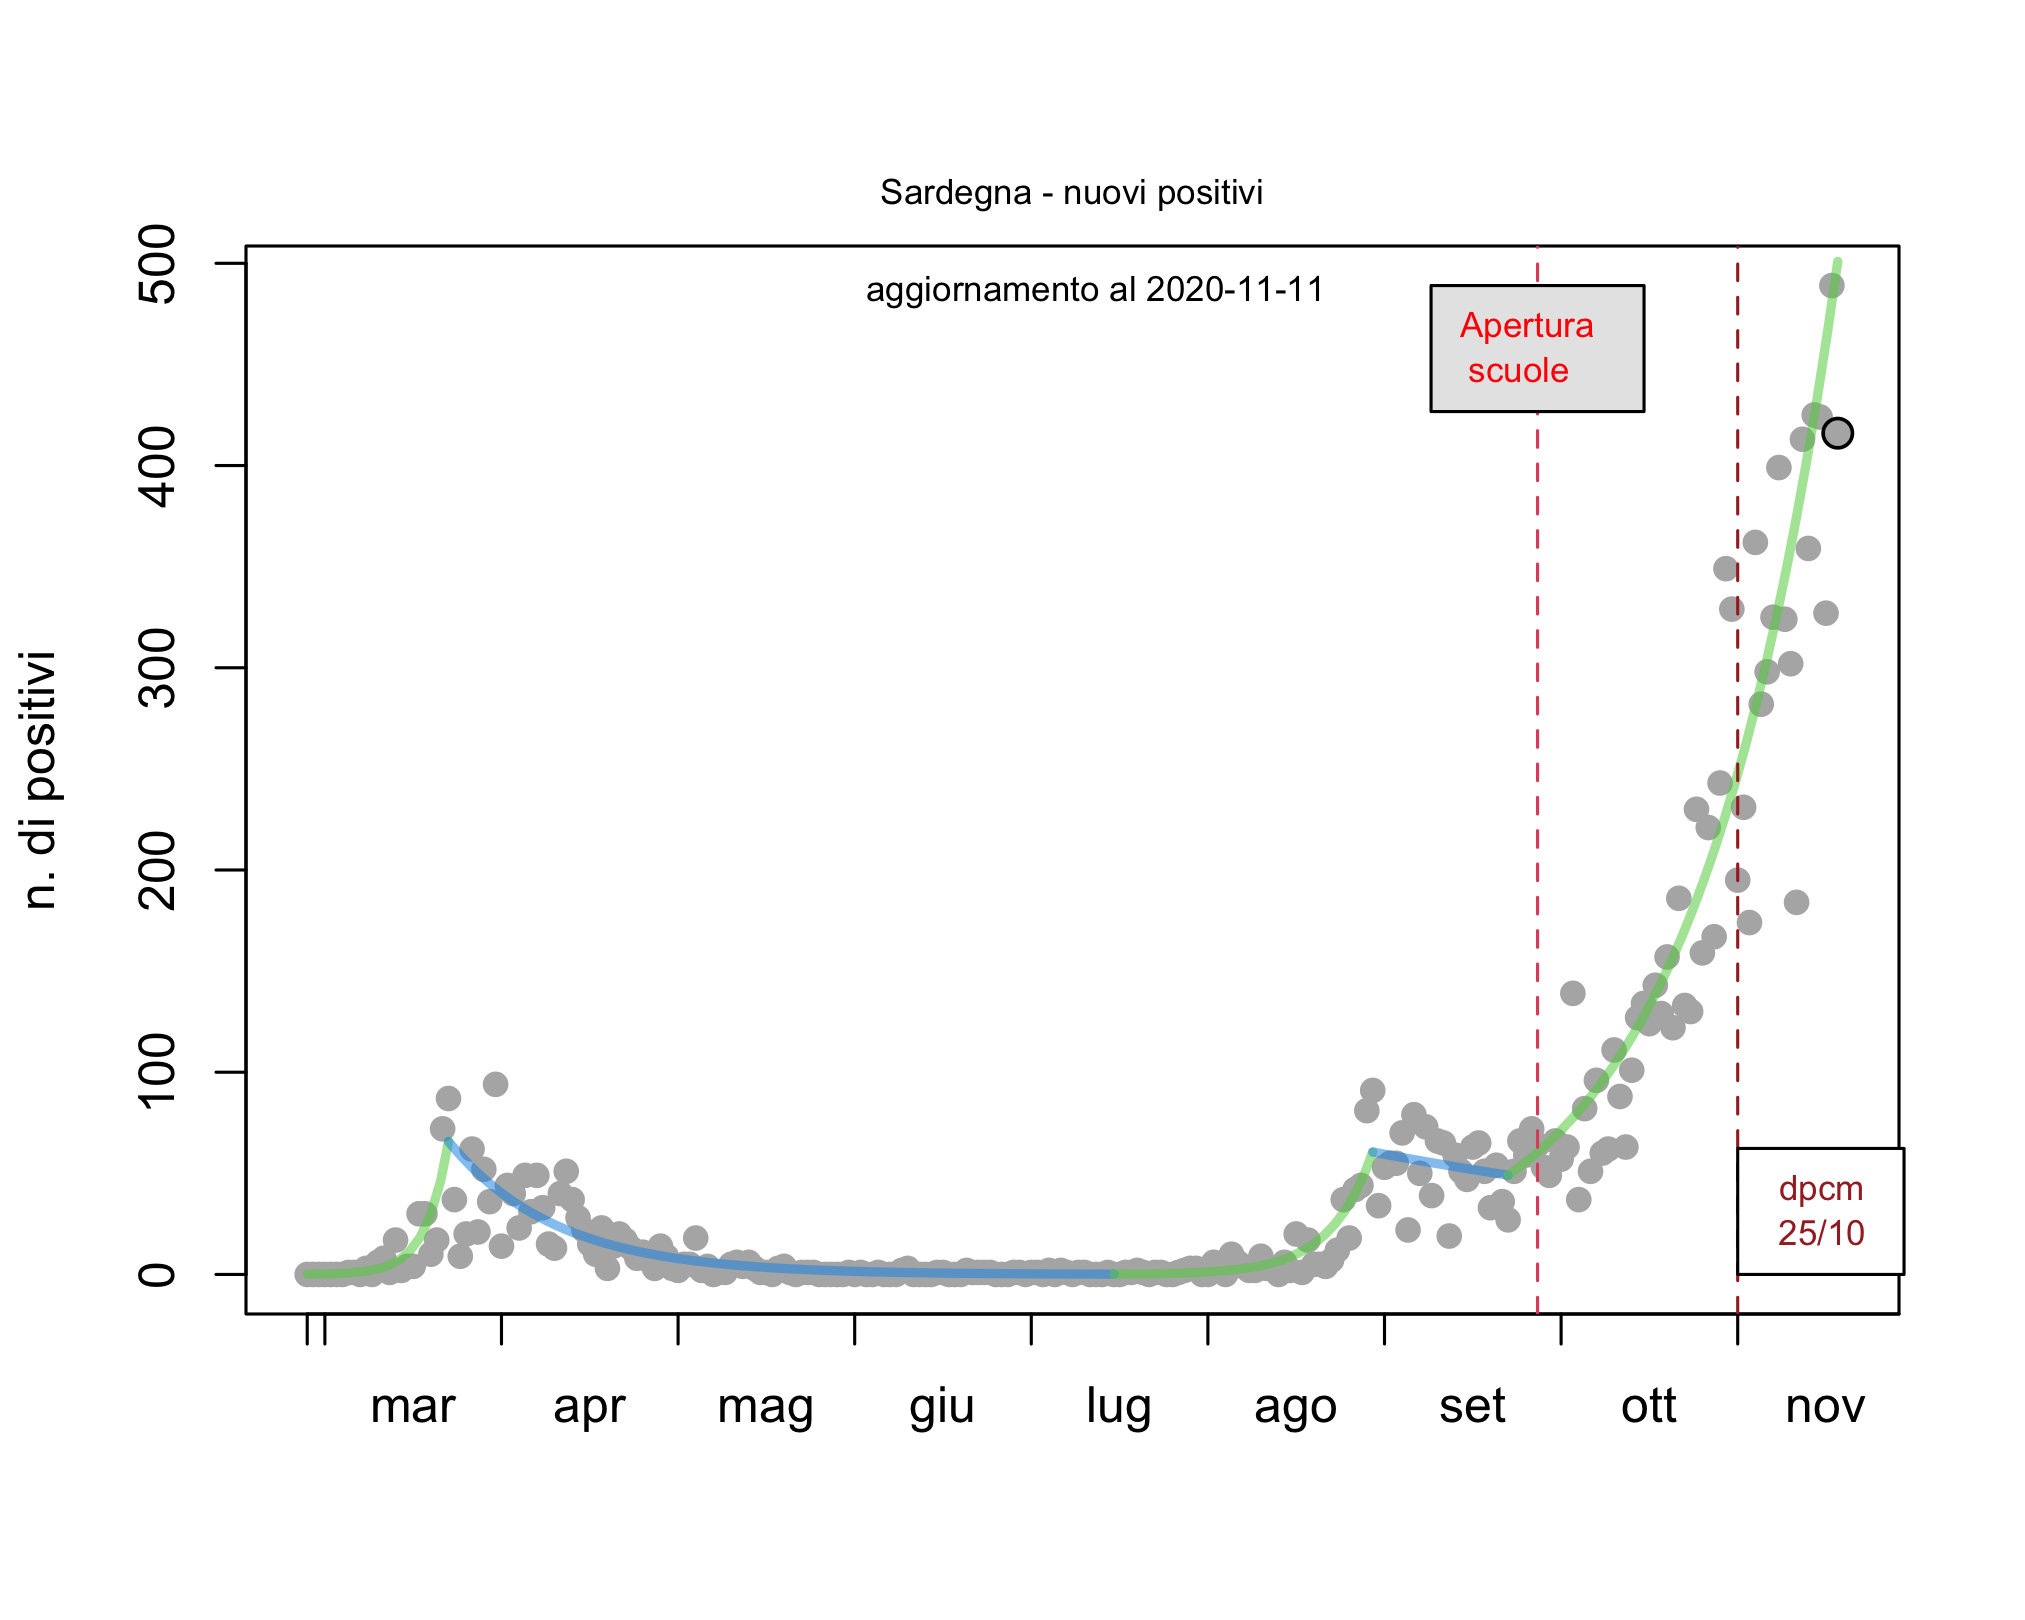 Sardegna - nuovi positivi
aggiornamento al 2020-11-11
Apertura
scuole
n. di positivi
500
400
300
200
100
0
dpcm
25/10
mar apr mag giu lug ago set ott nov